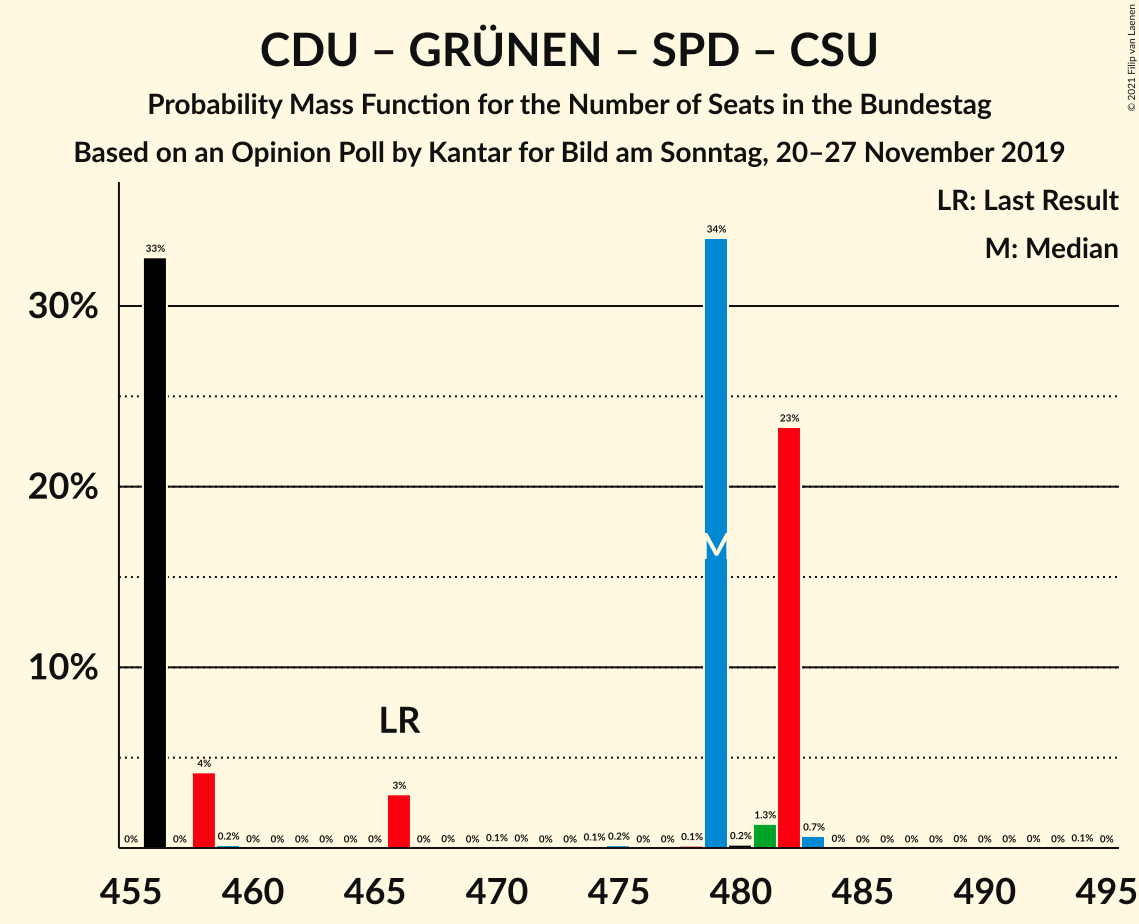 CDU – GRÜNEN – SPD – CSU
Probability Mass Function for the Number of Seats in the Bundestag
Based on an Opinion Poll by Kantar for Bild am Sonntag, 20–27 November 2019
© 2021 Filip van Laenen
LR: Last Result
M: Median
30%
20%
10%
0% 33% 0% 4% 0.2% 0% 0% 0% 0% 0% 0% 3% 0% 0% 0% 0.1% 0% 0% 0% 0.1% 0.2% 0% 0% 0.1% 34% 0.2% 1.3% 23% 0.7% 0% 0% 0% 0% 0% 0% 0% 0% 0% 0% 0.1% 0%
LR
M
455 460 465 470 475 480 485 490 495